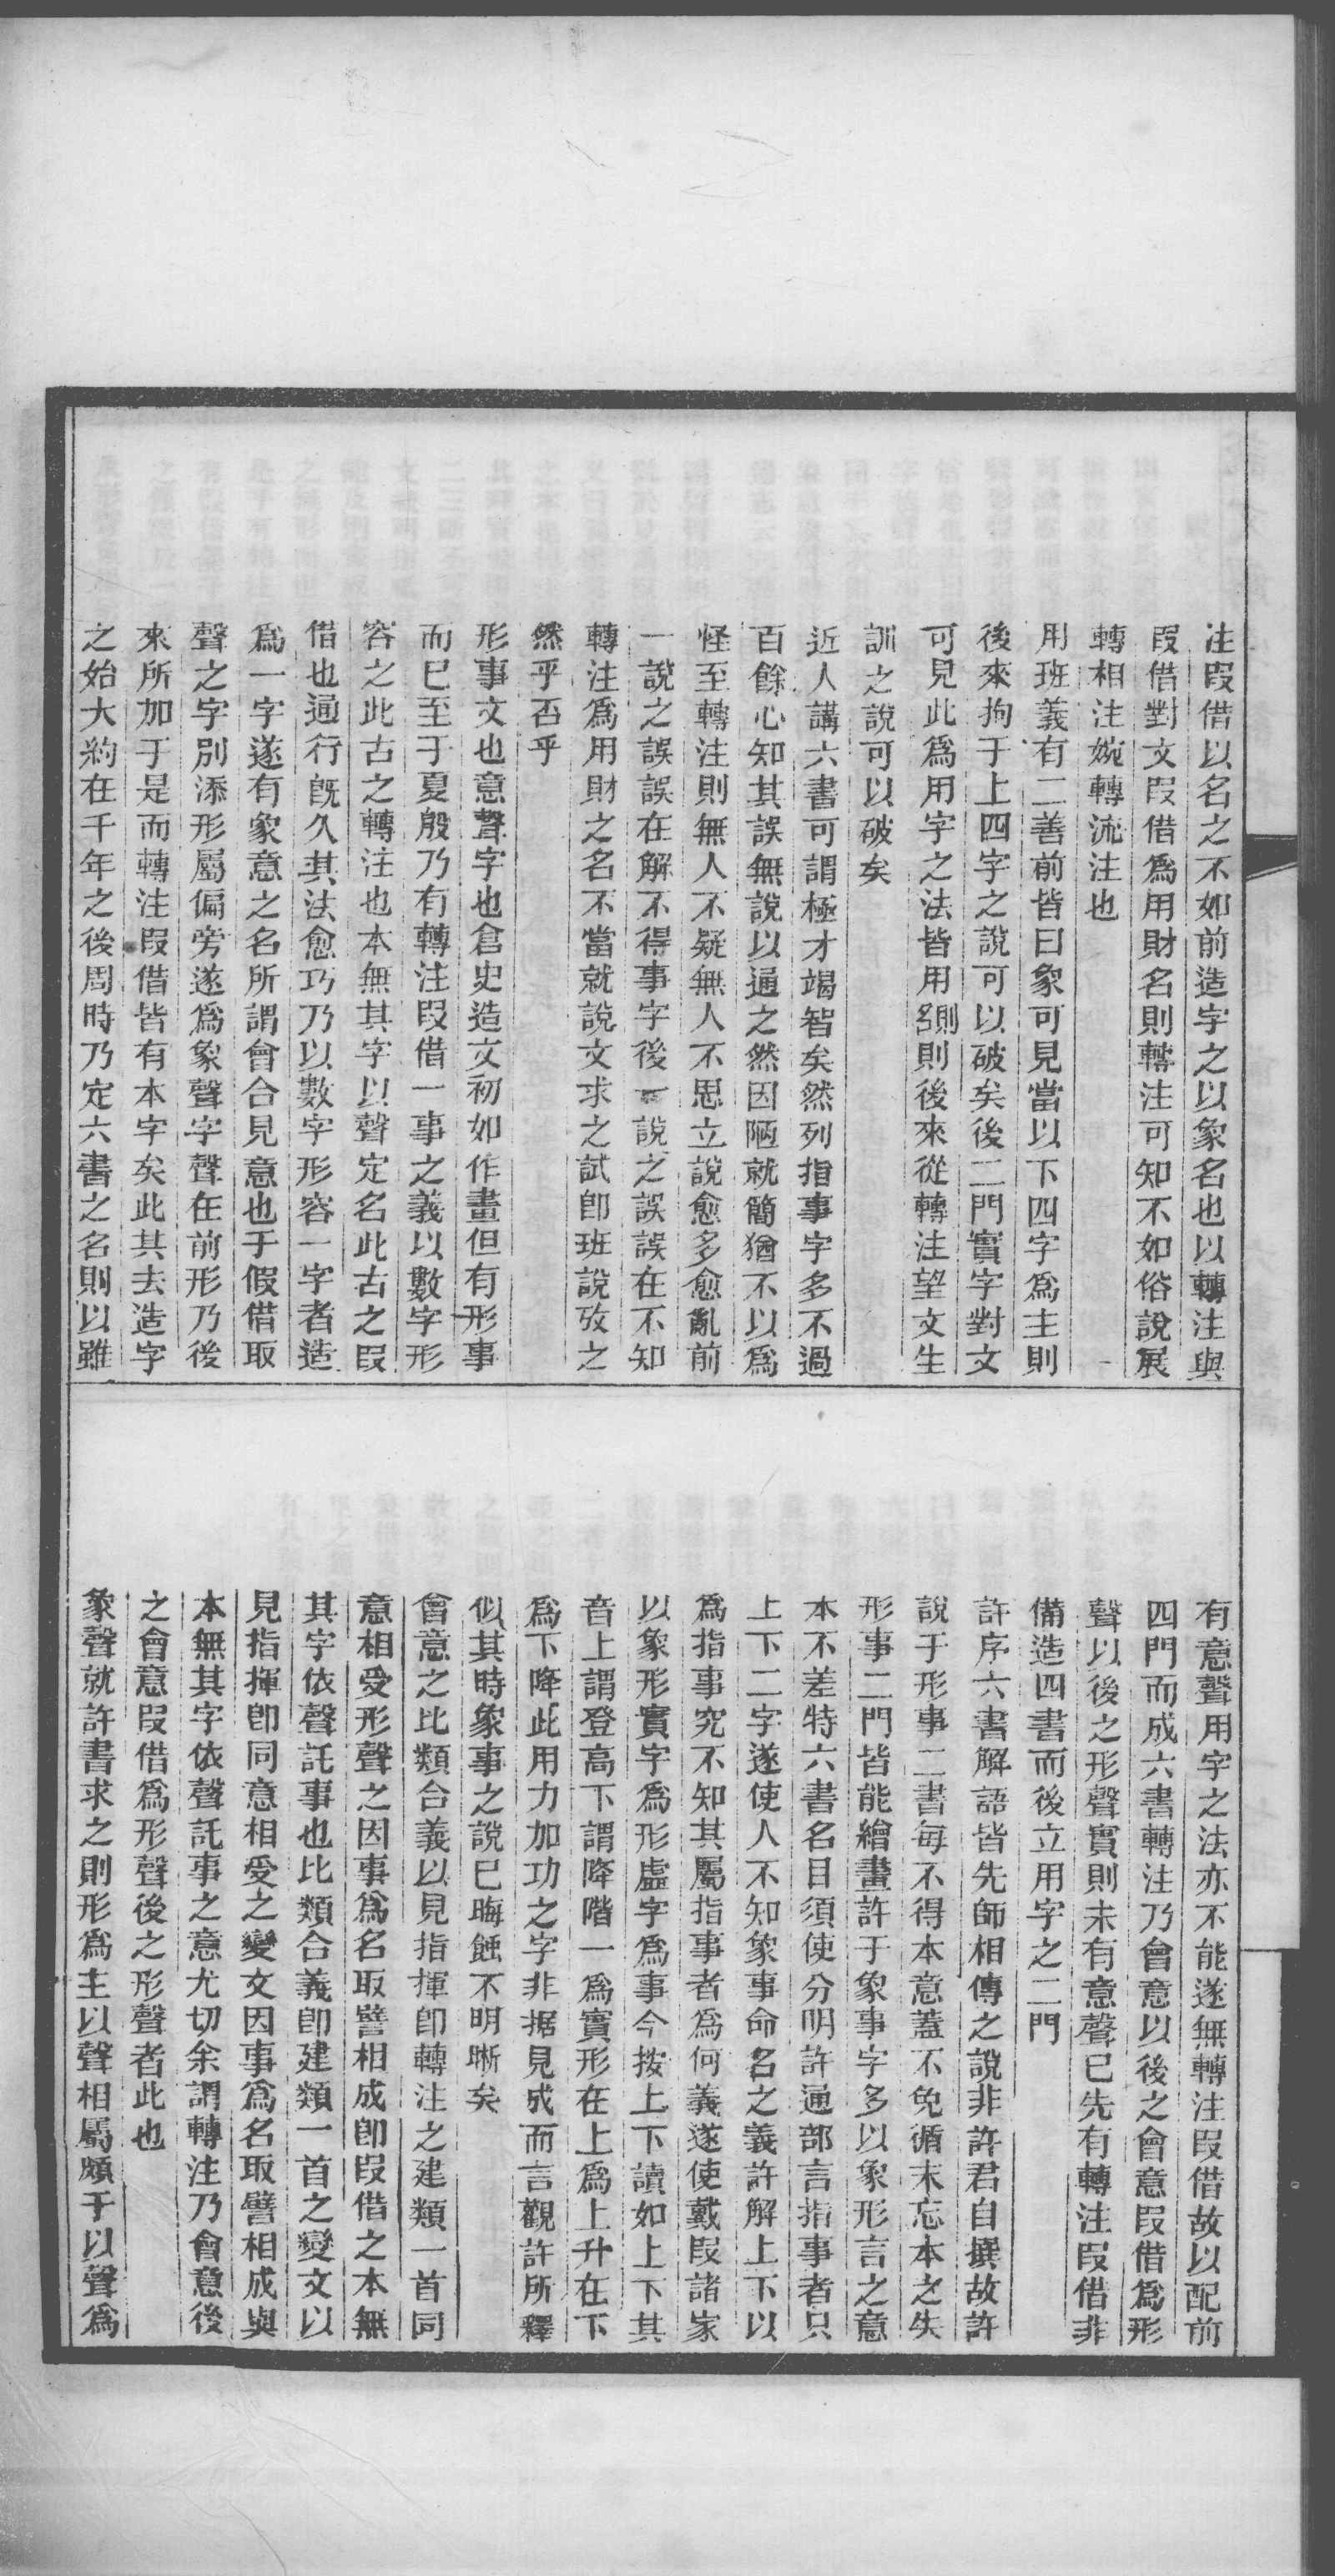 注叚借以名之不如前造字之以象名也以轉注與
叚借對文叚借爲用財名則轉注可知不如俗說展
轉相注婉轉流注也
用班義有二善前皆曰象可見當以下四字爲主則
後來拘于上四字之說可以破矣後二門實字對文
可見此爲用字之法皆用名則則後來從轉注望文生
訓之說可以破矣
近人講六書可謂極才竭智矣然列指事字多不過
百餘心知其誤無說以通之然因陋就簡猶不以爲
怪至轉注則無人不疑無人不思立說愈多愈亂前
一說之誤誤在解不得事字後一說之誤誤在不知
轉注爲用財之名不當就說文求之試卽班說攷之
然乎否乎
形事文也意聲字也倉史造文初如作畫但有形事
而已至于夏殷乃有轉注叚借一事之義以數字形
容之此古之轉注也本無其字以聲定名此古之叚
借也通行旣久其法愈巧乃以數字形容一字者造
爲一字遂有象意之名所謂會合見意也于假借取
聲之字別添形屬偏旁遂爲象聲字聲在前形乃後
來所加于是而轉注叚借皆有本字矣此其去造字
之始大約在千年之後周時乃定六書之名則以雖
有意聲用字之法亦不能遂無轉注叚借故以配前
四門而成六書轉注乃會意以後之會意叚借爲形
聲以後之形聲實則未有意聲已先有轉注叚借非
備造四書而後立用字之二門
許序六書解語皆先師相傳之說非許君自撰故許
說于形事二書每不得本意蓋不免循末忘本之失
形事二門皆能繪畫許于象事字多以象形言之意
本不差特六書名目須使分明許通部言指事者只
上下二字遂使人不知象事命名之義許解上下以
爲指事究不知其屬指事者爲何義遂使戴叚諸家
以象形實字爲形虛字爲事今按上下讀如上下其
音上謂登高下謂降階一爲實形在上爲上升在下
爲下降此用力加功之字非据見成而言觀許所釋
似其時象事之說已晦蝕不明晰矣
會意之比類合義以見指揮卽轉注之建類一首同
意相受形聲之因事爲名取譬相成卽叚借之本無
其字依聲託事也比類合義卽建類一首之變文以
見指揮卽同意相受之變文因事爲名取譬相成與
本無其字依聲託事之意尤切余謂轉注乃會意後
之會意叚借爲形聲後之形聲者此也
象聲就許書求之則形爲主以聲相屬頗于以聲爲